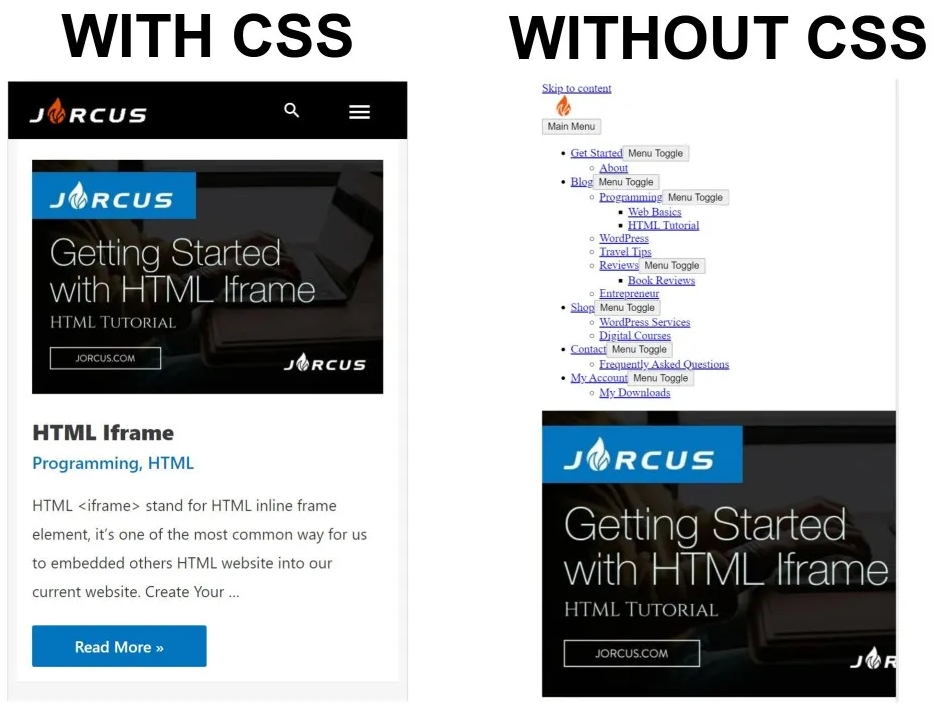 WITH CSS
JORCUS
JORCUS
Getting Started
with HTML Iframe
HTML TUTORIAL
JORCUS.COM
JORCUS
HTML Iframe
Programming, HTML
HTML <iframe> stand for HTML inline frame
element, it's one of the most common way for us
to embedded others HTML website into our
current website. Create Your ...
Read More »
WITHOUT CSS
Skip to content
Main Menu
Get Started Menu Toggle
About
Blog Menu Toggle
Programming Menu Toggle
Web Basics
HTML Tutorial
WordPress
Travel Tips
Reviews Menu Toggle
Book Reviews
Entrepreneur
Shop Menu Toggle
WordPress Services
Digital Courses
Contact Menu Toggle
Frequently Asked Questions
My Account Menu Toggle
My Downloads
JORCUS
Getting Started
with HTML Iframe
HTML TUTORIAL
JORCUS.COM
JOR